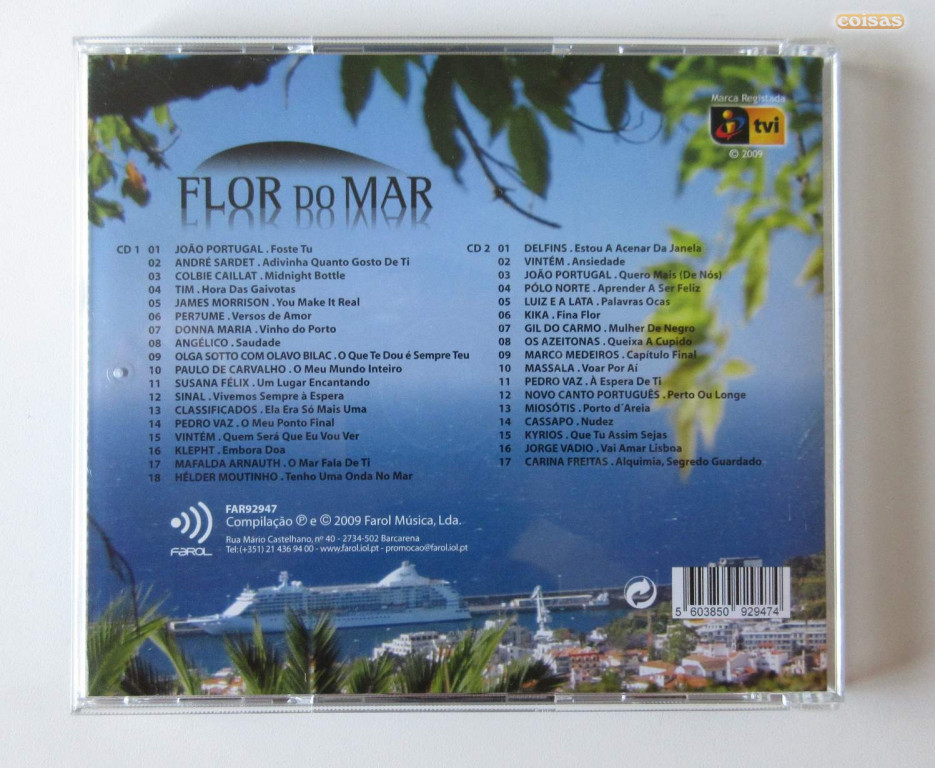 coisas
Marca Registada
tvi
© 2009
FLOR DO MAR
CD 1 01 JOÃO PORTUGAL . Foste Tu
02 ANDRÉ SARDET . Adivinha Quanto Gosto De Ti
03 COLBIE CAILLAT . Midnight Bottle
04 TIM . Hora Das Gaivotas
05 JAMES MORRISON . You Make It Real
06 PER7UME . Versos de Amor
07 DONNA MARIA . Vinho do Porto
08 ANGÉLICO . Saudade
09 OLGA SOTTO COM OLAVO BILAC . O Que Te Dou é Sempre Teu
10 PAULO DE CARVALHO . O Meu Mundo Inteiro
11 SUSANA FÉLIX . Um Lugar Encantando
12 SINAL . Vivemos Sempre à Espera
13 CLASSIFICADOS . Ela Era Só Mais Uma
14 PEDRO VAZ . O Meu Ponto Final
15 VINTÉM . Quem Será Que Eu Vou Ver
16 KLEPHT . Embora Doa
17 MAFALDA ARNAUTH . O Mar Fala De Ti
18 HÉLDER MOUTINHO . Tenho Uma Onda No Mar
CD 2 01 DELFINS . Estou A Acenar Da Janela
02 VINTÉM . Ansiedade
03 JOÃO PORTUGAL . Quero Mais (De Nós)
04 PÓLO NORTE . Aprender A Ser Feliz
05 LUIZ E A LATA . Palavras Ocas
06 KIKA . Fina Flor
07 GIL DO CARMO . Mulher De Negro
08 OS AZEITONAS . Queixa A Cupido
09 MARCO MEDEIROS . Capítulo Final
10 MASSALA . Voar Por Aí
11 PEDRO VAZ . À Espera De Ti
12 NOVO CANTO PORTUGUÊS . Perto Ou Longe
13 MIOSÓTIS . Porto d´Areia
14 CASSAPO . Nudez
15 KYRIOS . Que Tu Assim Sejas
16 JORGE VADIO . Vai Amar Lisboa
17 CARINA FREITAS . Alquimia, Segredo Guardado
FAROL
FAR92947
Compilação ℗ e © 2009 Farol Música, Lda.
Rua Mário Castelhano, nº 40 - 2734-502 Barcarena
Tel: (+351) 21 436 94 00 - www.farol.iol.pt - promocao@farol.iol.pt
5 603850 929474